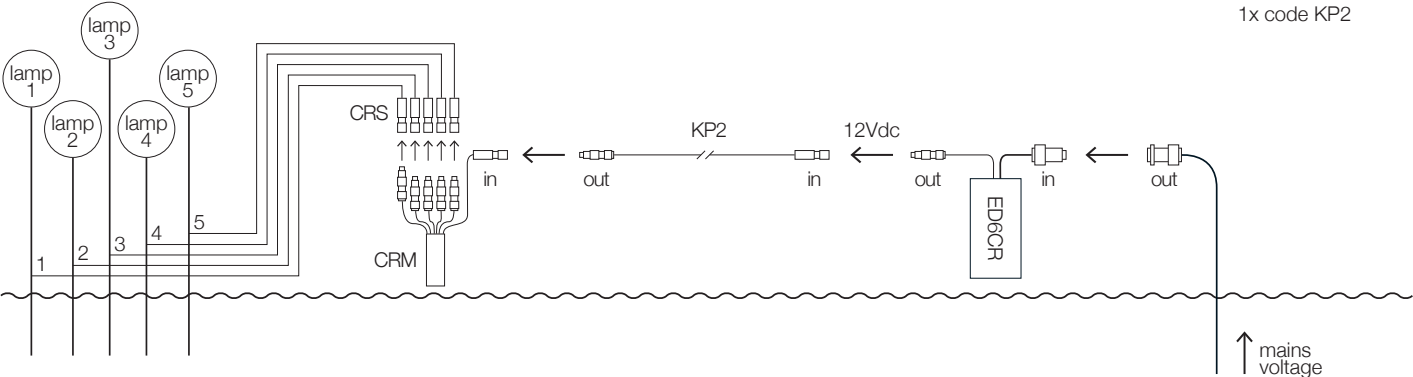 1x code KP2
lamp
1
lamp
2
lamp
3
lamp
4
lamp
5
CRS
CRM
in
out
KP2
in
12Vdc
out
ED6CR
in
out
1
2
3
4
5
mains
voltage